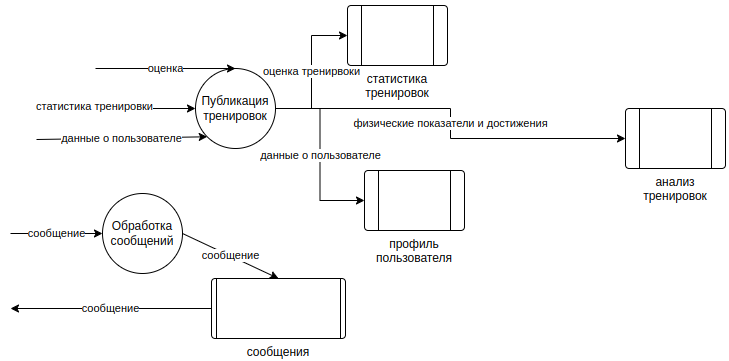 оценка
статистика тренировки
данные о пользователе
Публикация
тренировок
оценка тренирвоки
статистика
тренировок
физические показатели и достижения
анализ
тренировок
данные о пользователе
профиль
пользователя
сообщение
Обработка
сообщений
сообщение
сообщение
сообщения